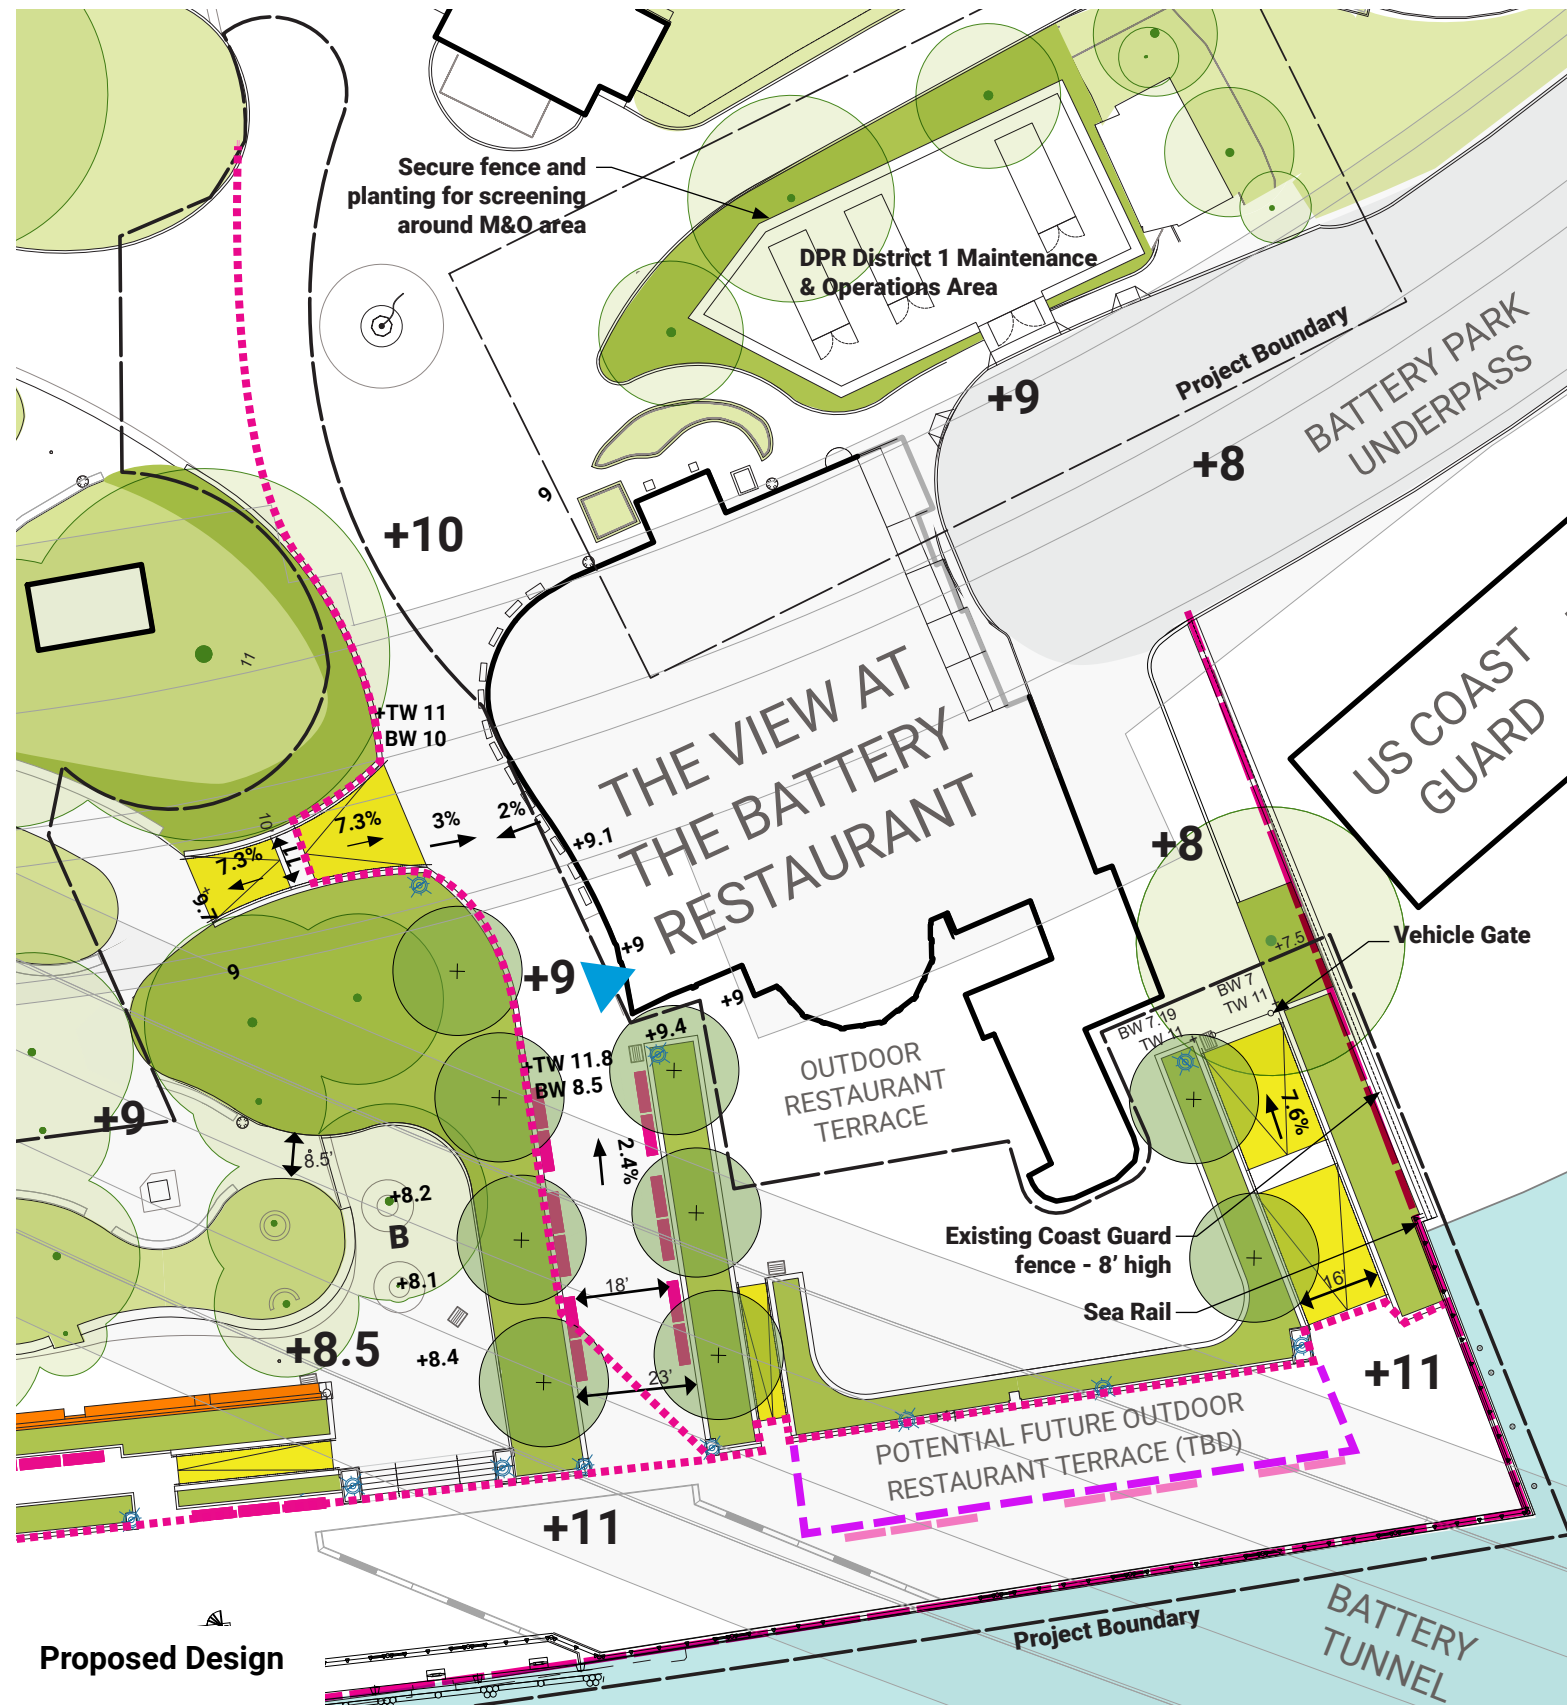 Secure fence and
planting for screening
around M&O area
DPR District 1 Maintenance
& Operations Area
Project Boundary
BATTERY PARK
UNDERPASS
+9
+8
9
+10
11
+TW 11
BW 10
THE VIEW AT
THE BATTERY
RESTAURANT
US COAST
GUARD
10
7.3%
3%
2%
+9.1
7.3%
11'
+9.7
+8
Vehicle Gate
+7.5
9
+9
+9
+9
BW 7
TW 11
BW 7.19
TW 11
+9.4
+TW 11.8
BW 8.5
OUTDOOR
RESTAURANT
TERRACE
7.6%
+9
8.5'
2.4%
+8.2
B
+8.1
Existing Coast Guard
fence - 8' high
Sea Rail
18'
16'
+8.5
+8.4
23'
+11
POTENTIAL FUTURE OUTDOOR
RESTAURANT TERRACE (TBD)
+11
Project Boundary
BATTERY
TUNNEL
Proposed Design